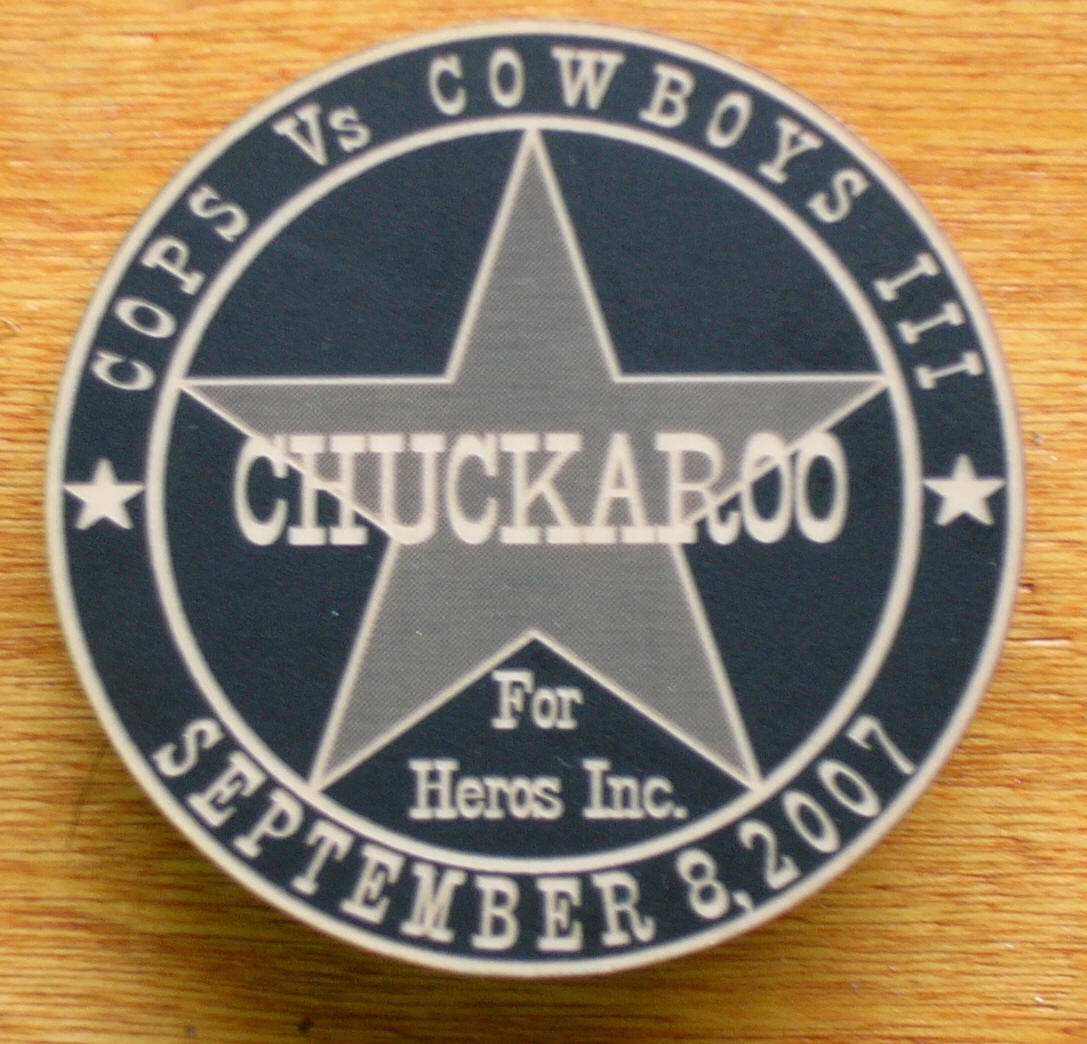 COPS Vs COWBOYS III
CHUCKAROO
For
Heros Inc.
SEPTEMBER 8, 2007